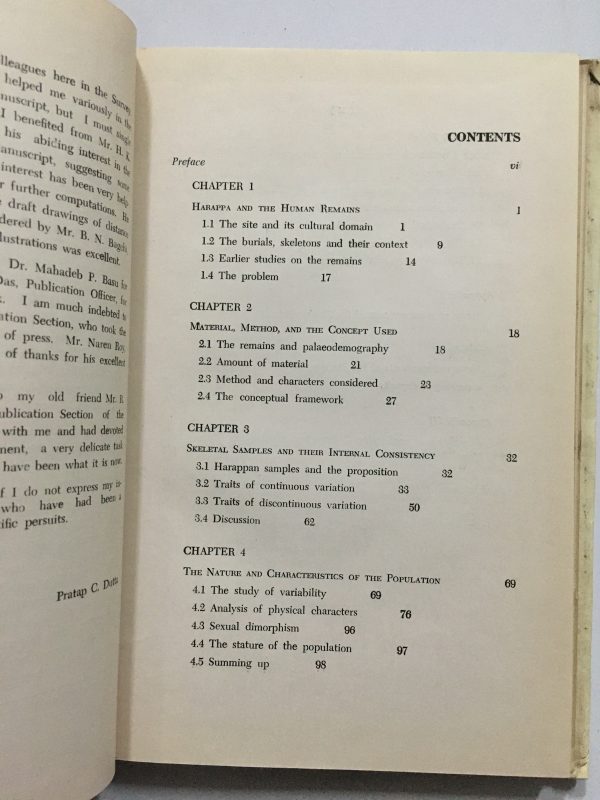 lleagues here in the Survey
helped me variously in the
nuscript, but I must single
I benefited from Mr. H. K.
his abiding interest in the
anuscript, suggesting some
interest has been very help-
r further computations. He
e draft drawings of distance
dered by Mr. B. N. Bagchi
lustrations was excellent.
Dr. Mahadeb P. Basu for
Das, Publication Officer, for
k. I am much indebted to
ation Section, who took the
of press. Mr. Naren Roy,
of thanks for his excellent
o my old friend Mr. B.
ublication Section of the
with me and had devoted
ment, a very delicate task
have been what it is now.
f I do not express my in-
who have had been a
ific persuits.
Pratap C. Dutta
CONTENTS
Preface vi
CHAPTER 1
Harappa and the Human Remains 1
1.1 The site and its cultural domain 1
1.2 The burials, skeletons and their context 9
1.3 Earlier studies on the remains 14
1.4 The problem 17
CHAPTER 2
Material, Method, and the Concept Used 18
2.1 The remains and palaeodemography 18
2.2 Amount of material 21
2.3 Method and characters considered 23
2.4 The conceptual framework 27
CHAPTER 3
Skeletal Samples and their Internal Consistency 32
3.1 Harappan samples and the proposition 32
3.2 Traits of continuous variation 33
3.3 Traits of discontinuous variation 50
3.4 Discussion 62
CHAPTER 4
The Nature and Characteristics of the Population 69
4.1 The study of variability 69
4.2 Analysis of physical characters 76
4.3 Sexual dimorphism 96
4.4 The stature of the population 97
4.5 Summing up 98